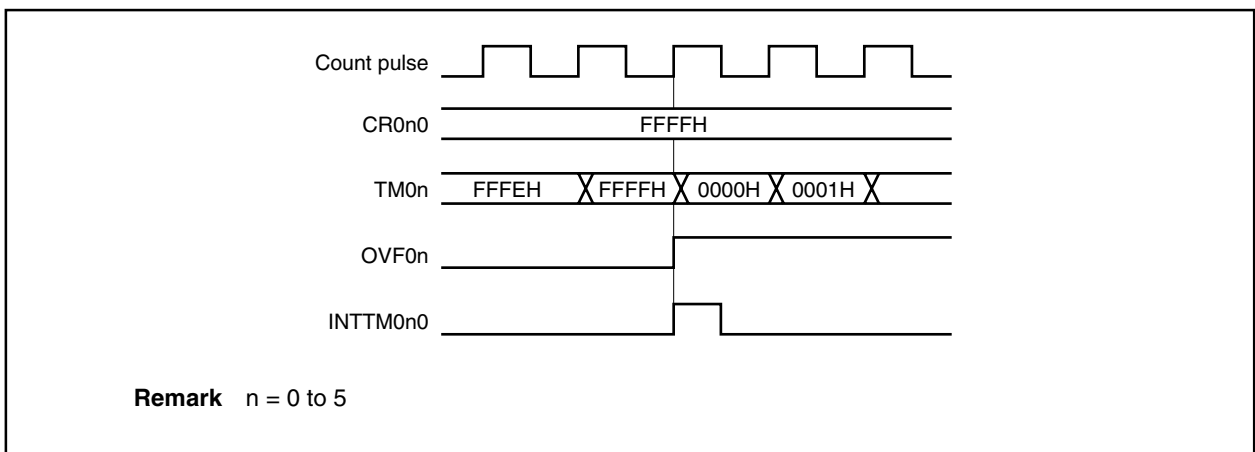 Count pulse
CR0n0 FFFFH
TM0n FFFEH FFFFH 0000H 0001H
OVF0n
INTTM0n0
Remark n = 0 to 5